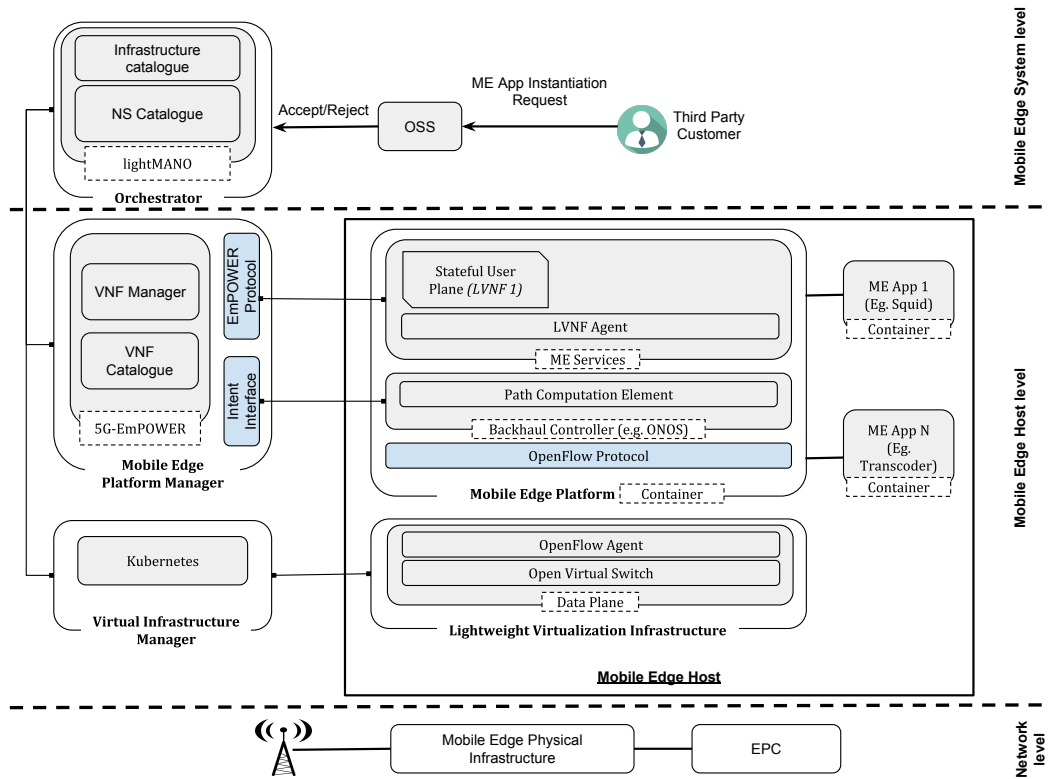 Infrastructure
catalogue
NS Catalogue
lightMANO
Orchestrator
Accept/Reject
OSS
ME App Instantiation
Request
Third Party
Customer
Mobile Edge System level
VNF Manager
VNF
Catalogue
5G-EmPOWER
EmPOWER
Protocol
Intent
Interface
Mobile Edge
Platform Manager
Stateful User
Plane (LVNF 1)
LVNF Agent
ME Services
Path Computation Element
Backhaul Controller (e.g. ONOS)
OpenFlow Protocol
Mobile Edge Platform
Container
ME App 1
(Eg. Squid)
Container
ME App N
(Eg.
Transcoder)
Container
Mobile Edge Host level
Kubernetes
Virtual Infrastructure
Manager
OpenFlow Agent
Open Virtual Switch
Data Plane
Lightweight Virtualization Infrastructure
Mobile Edge Host
Mobile Edge Physical
Infrastructure
EPC
Network
level